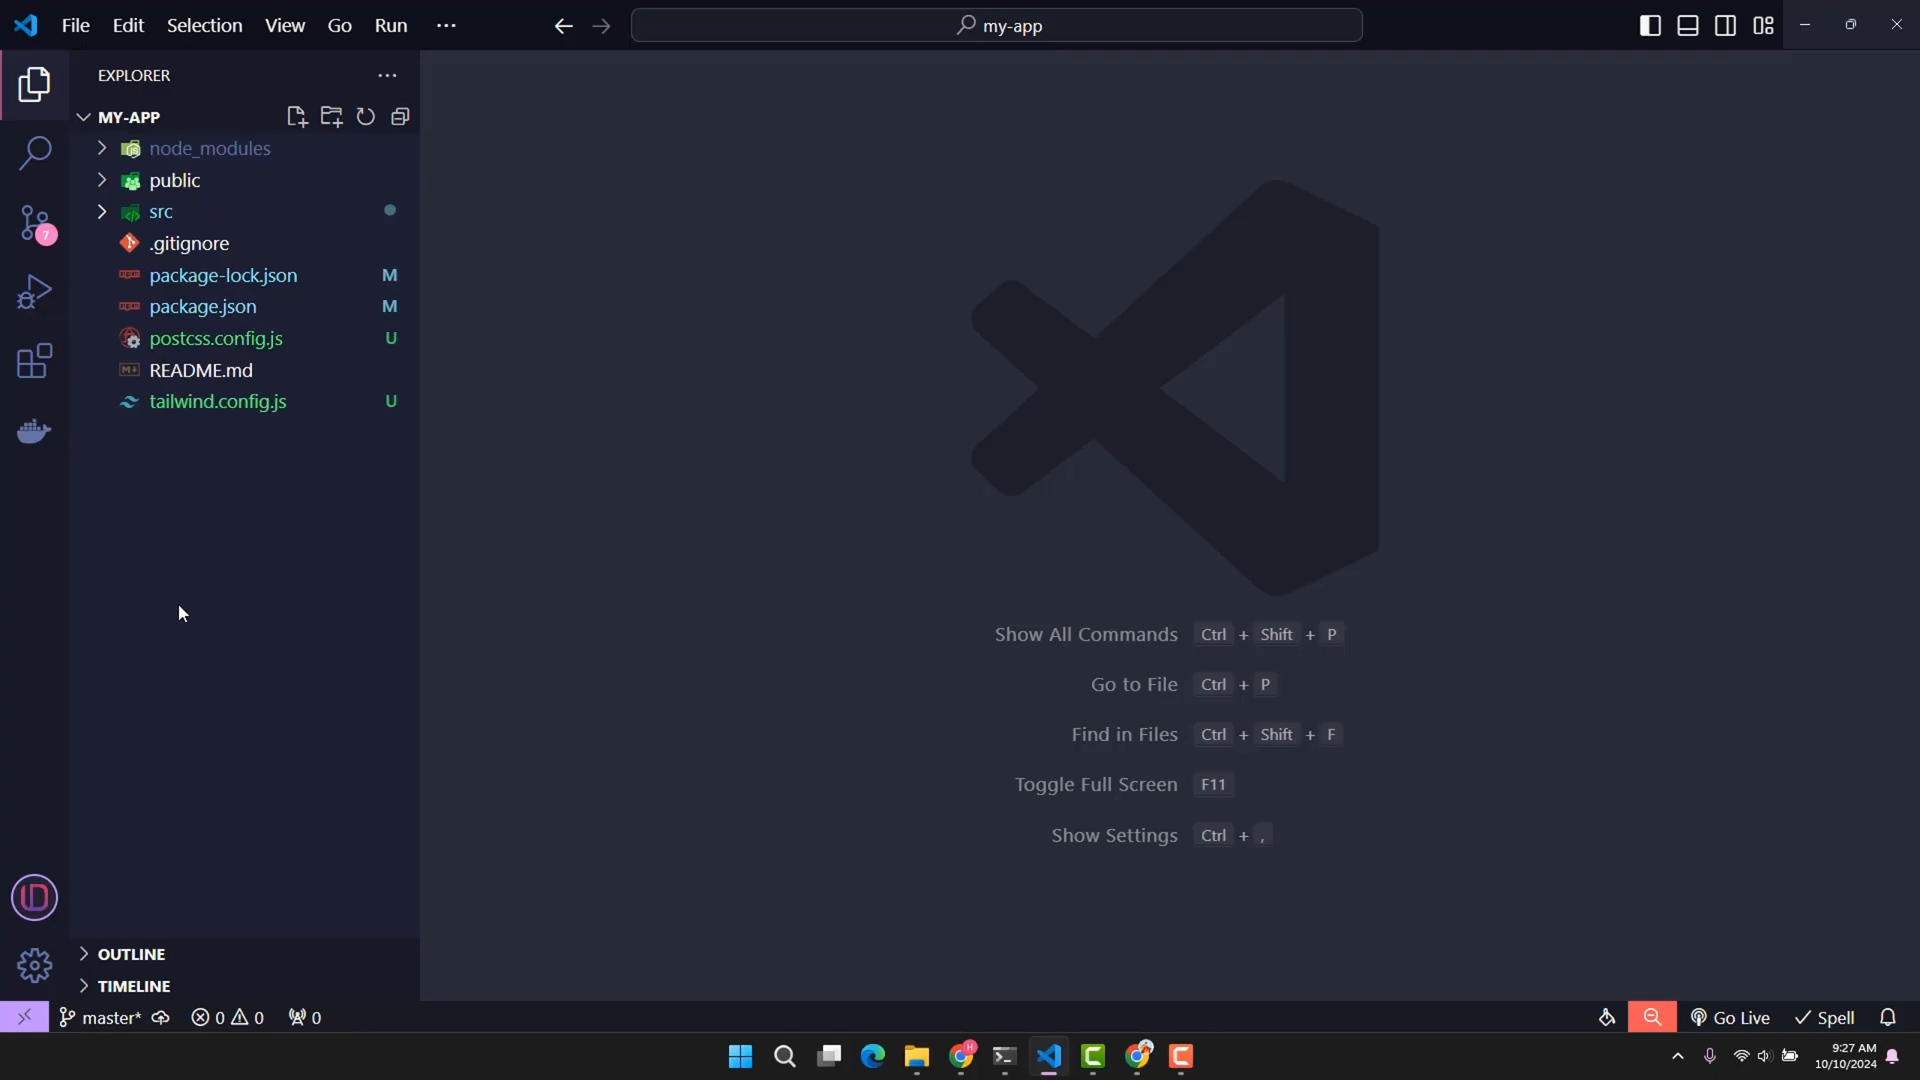 File Edit Selection View Go Run ···
my-app
EXPLORER
MY-APP
node_modules
public
src
.gitignore
package-lock.json M
package.json M
postcss.config.js U
README.md
tailwind.config.js U
7
Show All Commands Ctrl + Shift + P
Go to File Ctrl + P
Find in Files Ctrl + Shift + F
Toggle Full Screen F11
Show Settings Ctrl + ,
OUTLINE
TIMELINE
master* 0 0 0 Go Live Spell
9:27 AM
10/10/2024